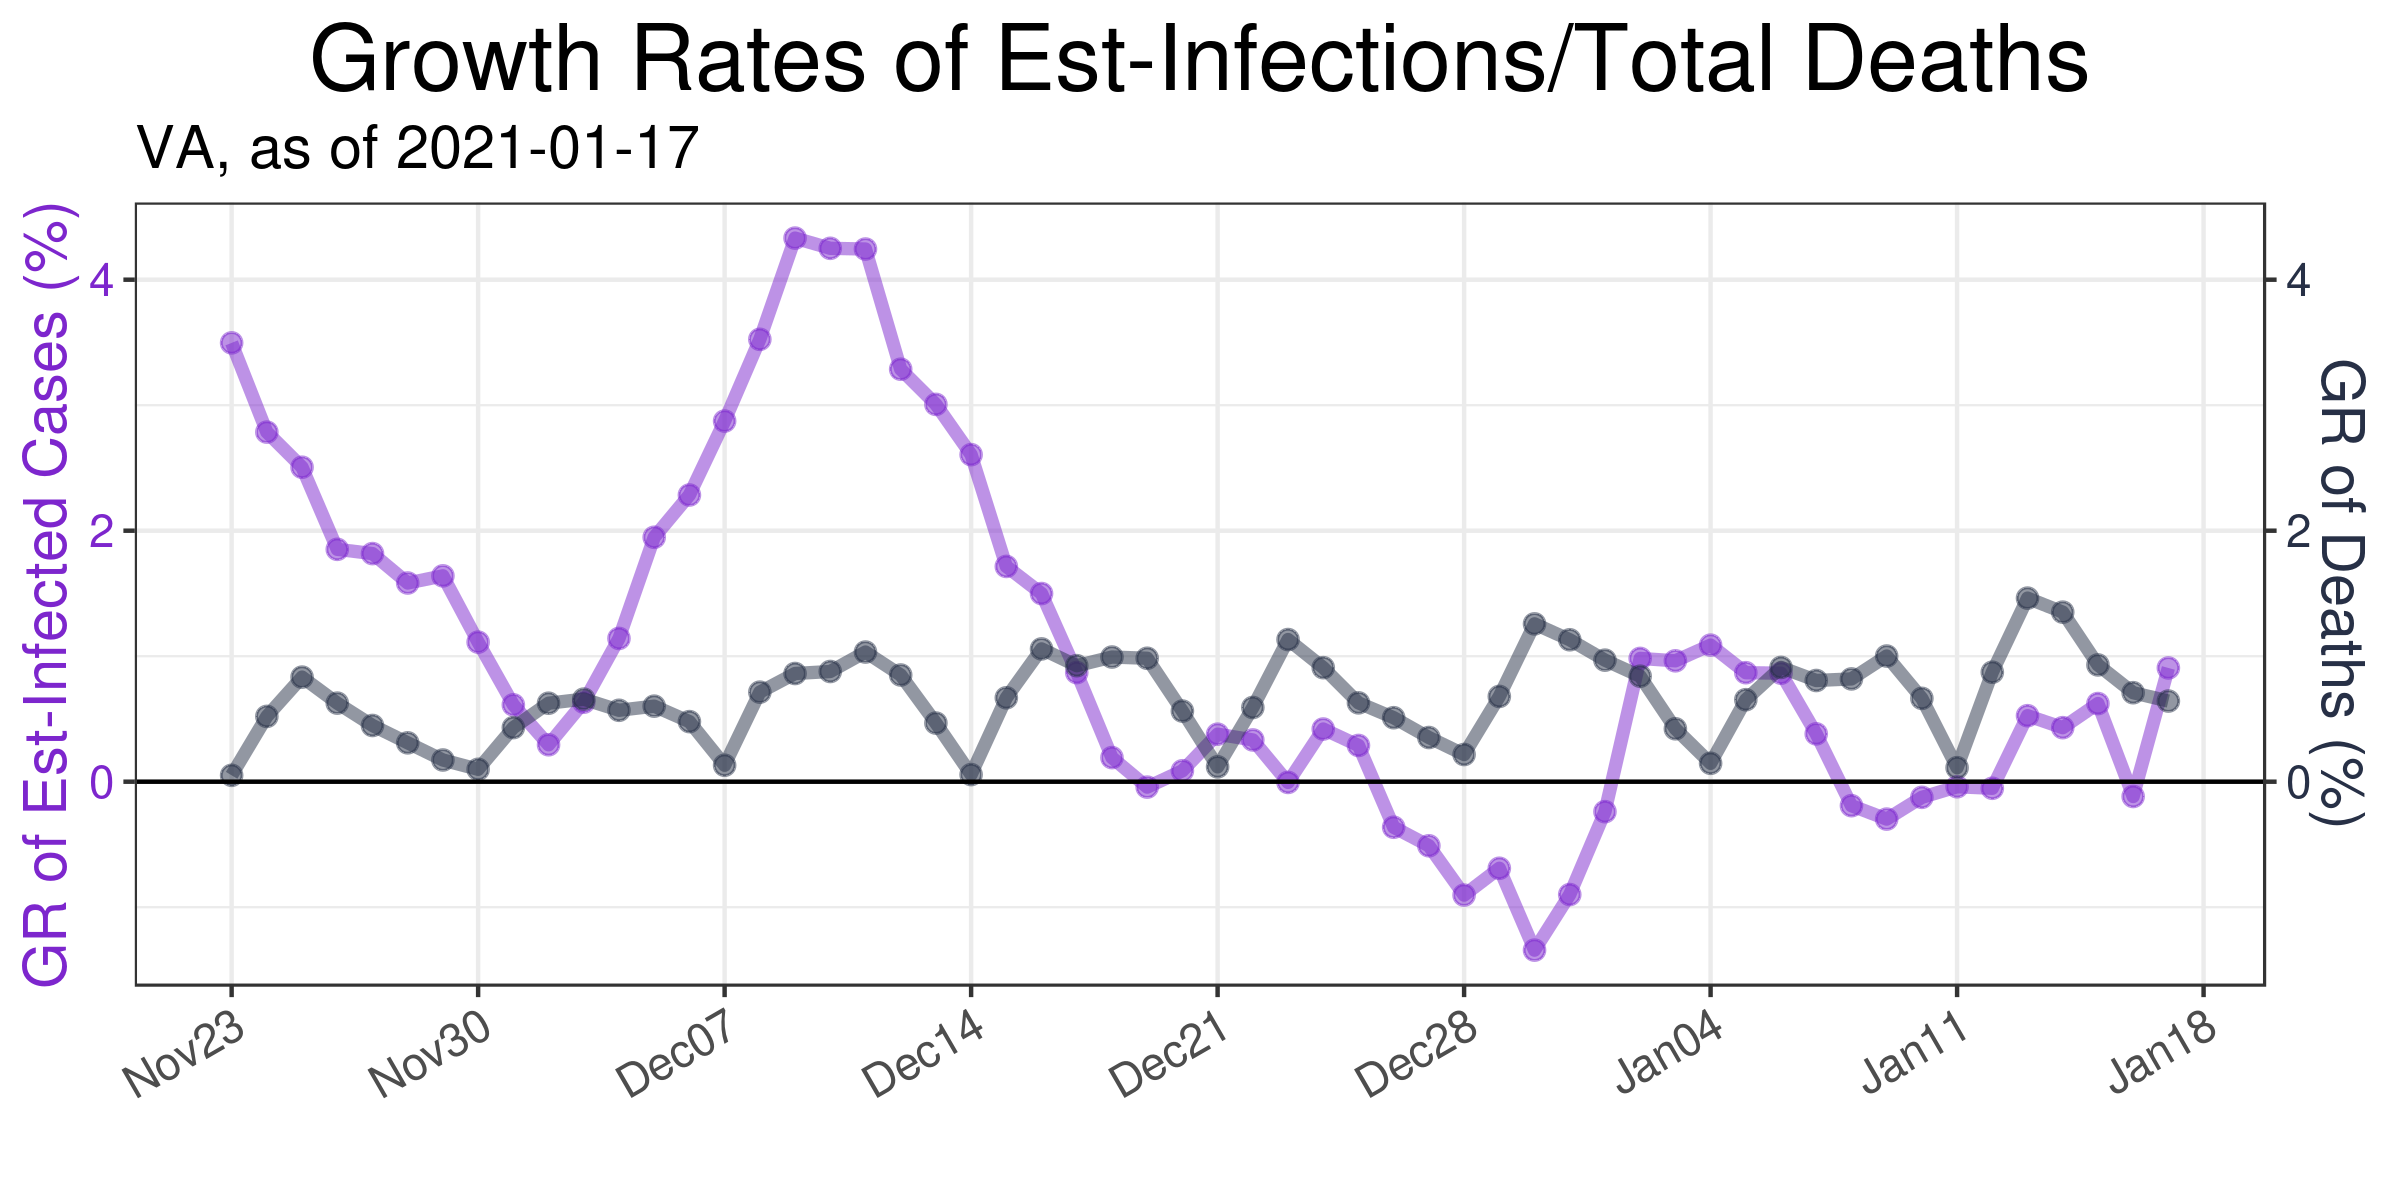 Growth Rates of Est-Infections/Total Deaths
VA, as of 2021-01-17
GR of Est-Infected Cases (%)
4
2
0
4
2
0
GR of Deaths (%)
Nov23
Nov30
Dec07
Dec14
Dec21
Dec28
Jan04
Jan11
Jan18